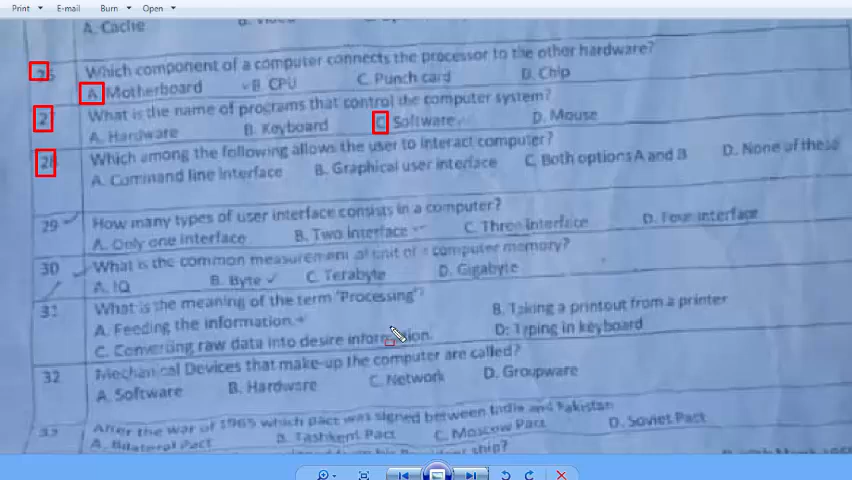 Print E-mail Burn Open
A. Cache
Which component of a computer connects the processor to the other hardware?
A. Motherboard B. CPU C. Punch card D. Chip
What is the name of programs that control the computer system?
A. Hardware B. Keyboard C Software D. Mouse
28 Which among the following allows the user to interact computer?
A. Command line interface B. Graphical user interface C. Both options A and B D. None of these
29 How many types of user interface consists in a computer?
A. Only one interface B. Two interface C. Three interface D. Four interface
30 What is the common measurement of unit of a computer memory?
A. IQ B. Byte C. Terabyte D. Gigabyte
31 What is the meaning of the term "Processing"?
A. Feeding the information. B. Taking a printout from a printer
C. Converting raw data into desire information. D: Typing in keyboard
32 Mechanical Devices that make-up the computer are called?
A. Software B. Hardware C. Network D. Groupware
33 After the war of 1965 which pact was signed between India and Pakistan
A. Bilateral Pact B. Tashkent Pact C. Moscow Pact D. Soviet Pact